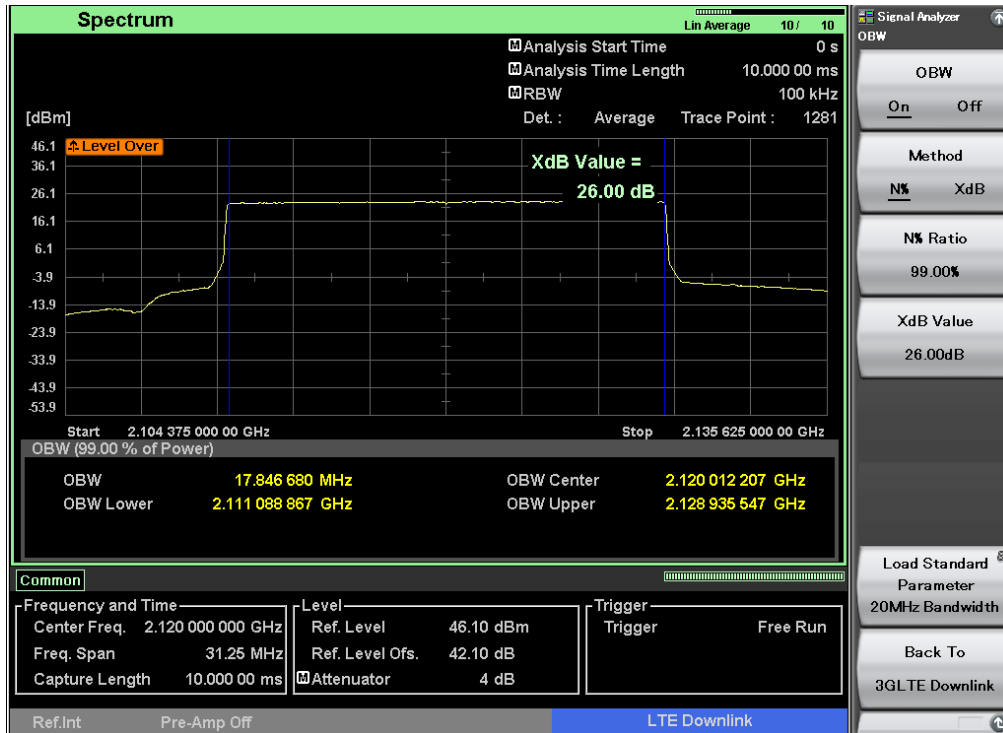 Spectrum
Lin Average 10/ 10
M Analysis Start Time 0 s
M Analysis Time Length 10.000 00 ms
M RBW 100 kHz
[dBm] Det. : Average Trace Point : 1281
Level Over
XdB Value =
26.00 dB
46.1
36.1
26.1
16.1
6.1
-3.9
-13.9
-23.9
-33.9
-43.9
-53.9
Start 2.104 375 000 00 GHz Stop 2.135 625 000 00 GHz
OBW (99.00 % of Power)
OBW 17.846 680 MHz OBW Center 2.120 012 207 GHz
OBW Lower 2.111 088 867 GHz OBW Upper 2.128 935 547 GHz
Common
Frequency and Time
Center Freq. 2.120 000 000 GHz
Freq. Span 31.25 MHz
Capture Length 10.000 00 ms
Level
Ref. Level 46.10 dBm
Ref. Level Ofs. 42.10 dB
M Attenuator 4 dB
Trigger
Trigger Free Run
Ref.Int Pre-Amp Off LTE Downlink
Signal Analyzer
OBW
OBW
On Off
Method
N% XdB
N% Ratio
99.00%
XdB Value
26.00dB
Load Standard
Parameter
20MHz Bandwidth
Back To
3GLTE Downlink